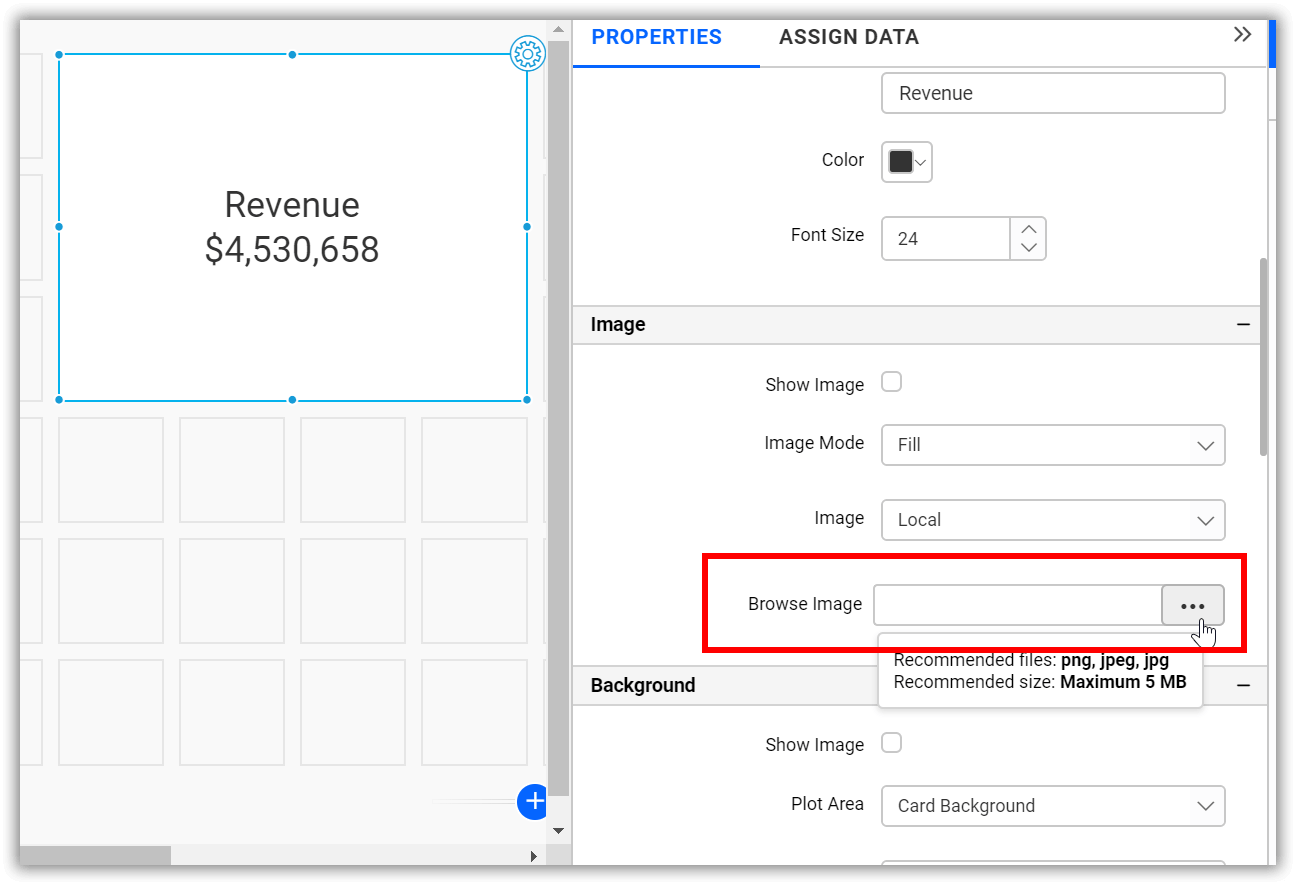 Revenue
$4,530,658
PROPERTIES
ASSIGN DATA
Revenue
Color
Font Size
24
Image
Show Image
Image Mode
Fill
Image
Local
Browse Image
Recommended files: png, jpeg, jpg
Recommended size: Maximum 5 MB
Background
Show Image
Plot Area
Card Background